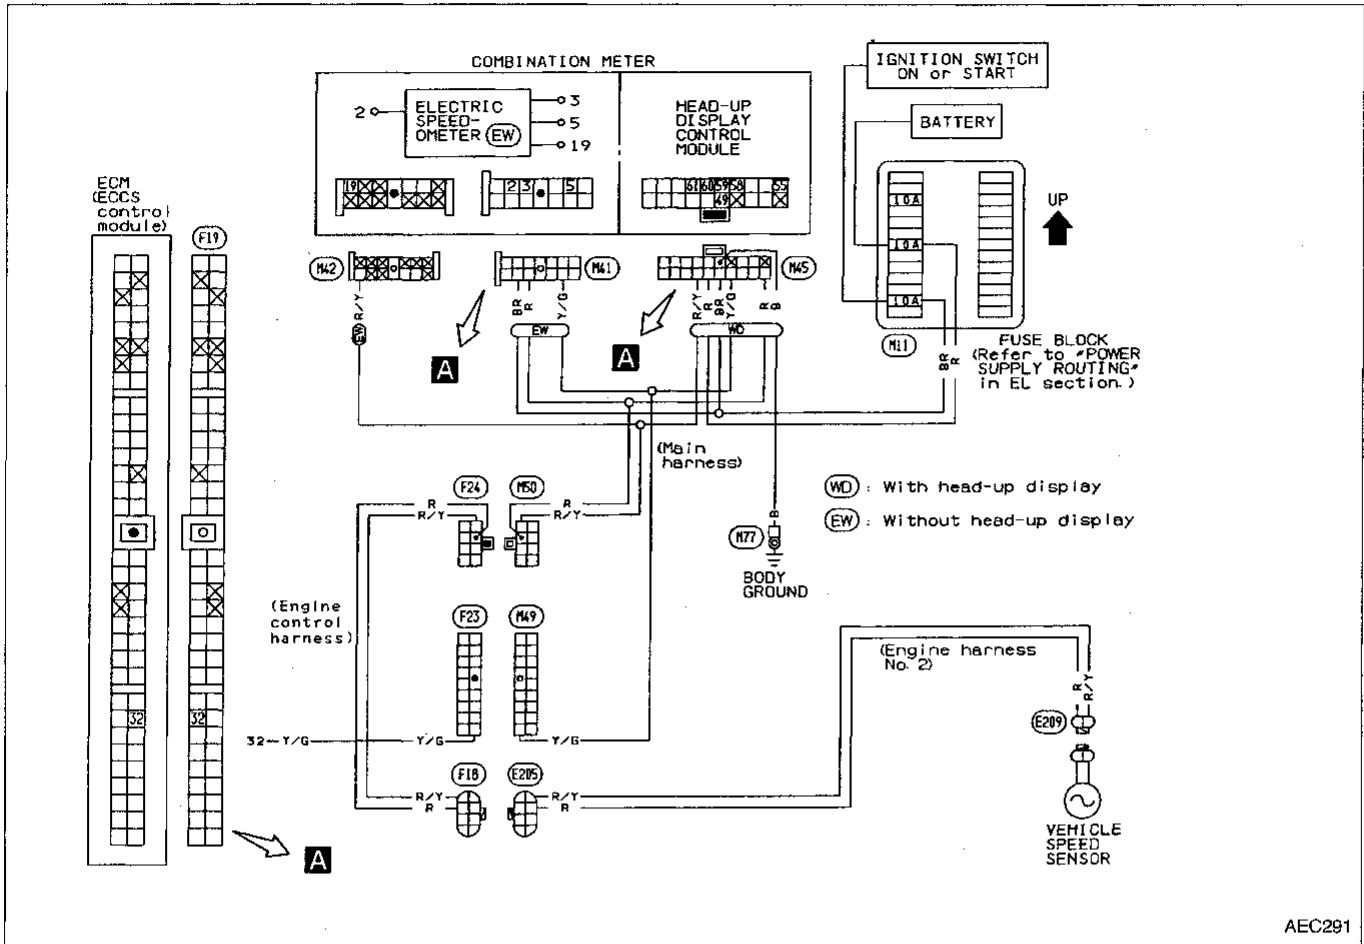 COMBINATION METER
IGNITION SWITCH
ON or START
BATTERY
2
ELECTRIC
SPEED-
OMETER
EW
3
5
19
HEAD-UP
DISPLAY
CONTROL
MODULE
19
2 3 5
61 60 59 58 55
49
10A
10A
10A
UP
ECM
(ECCS
control
module)
F19
M42
M41
M45
M11
R/Y
BR
R
Y/G
R/Y
R
BR
Y/G
R
B
EW
EW
WD
A
A
BR
R
FUSE BLOCK
(Refer to "POWER
SUPPLY ROUTING"
in EL section.)
(Main
harness)
WD : With head-up display
EW : Without head-up display
F24
M50
R
R/Y
R
R/Y
B
M77
BODY
GROUND
(Engine
control
harness)
F23
M49
32
32
32 Y/G
Y/G
Y/G
F18
E205
R/Y
R
R/Y
R
(Engine harness
No. 2)
R
R/Y
E209
VEHICLE
SPEED
SENSOR
A
AEC291